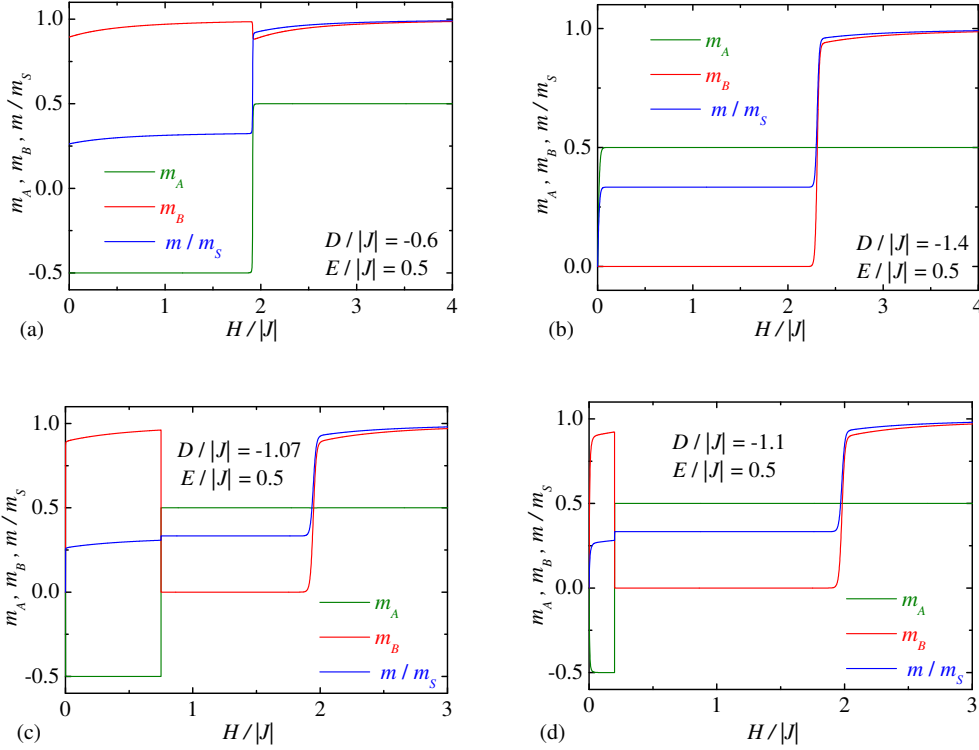 1.0
0.5
0.0
-0.5
m_A , m_B , m / m_S
m_A
m_B
m / m_S
D / |J| = -0.6
E / |J| = 0.5
0 1 2 3 4
(a)
H / |J|
1.0
0.5
0.0
m_A , m_B , m / m_S
m_A
m_B
m / m_S
D / |J| = -1.4
E / |J| = 0.5
0 1 2 3 4
(b)
H / |J|
1.0
0.5
0.0
-0.5
m_A , m_B , m / m_S
D / |J| = -1.07
E / |J| = 0.5
m_A
m_B
m / m_S
0 1 2 3
(c)
H / |J|
1.0
0.5
0.0
-0.5
m_A , m_B , m / m_S
D / |J| = -1.1
E / |J| = 0.5
m_A
m_B
m / m_S
0 1 2 3
(d)
H / |J|